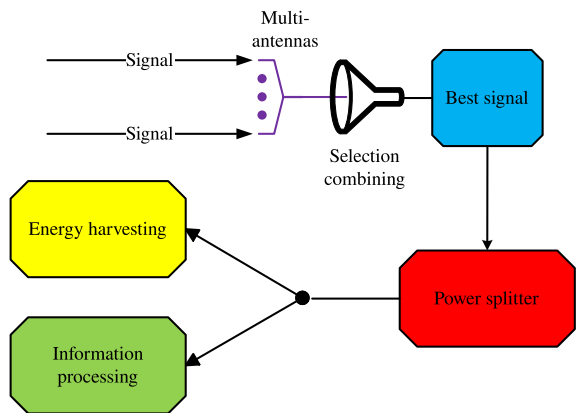 Multi-
antennas
Signal
Signal
Selection
combining
Best signal
Energy harvesting
Power splitter
Information
processing